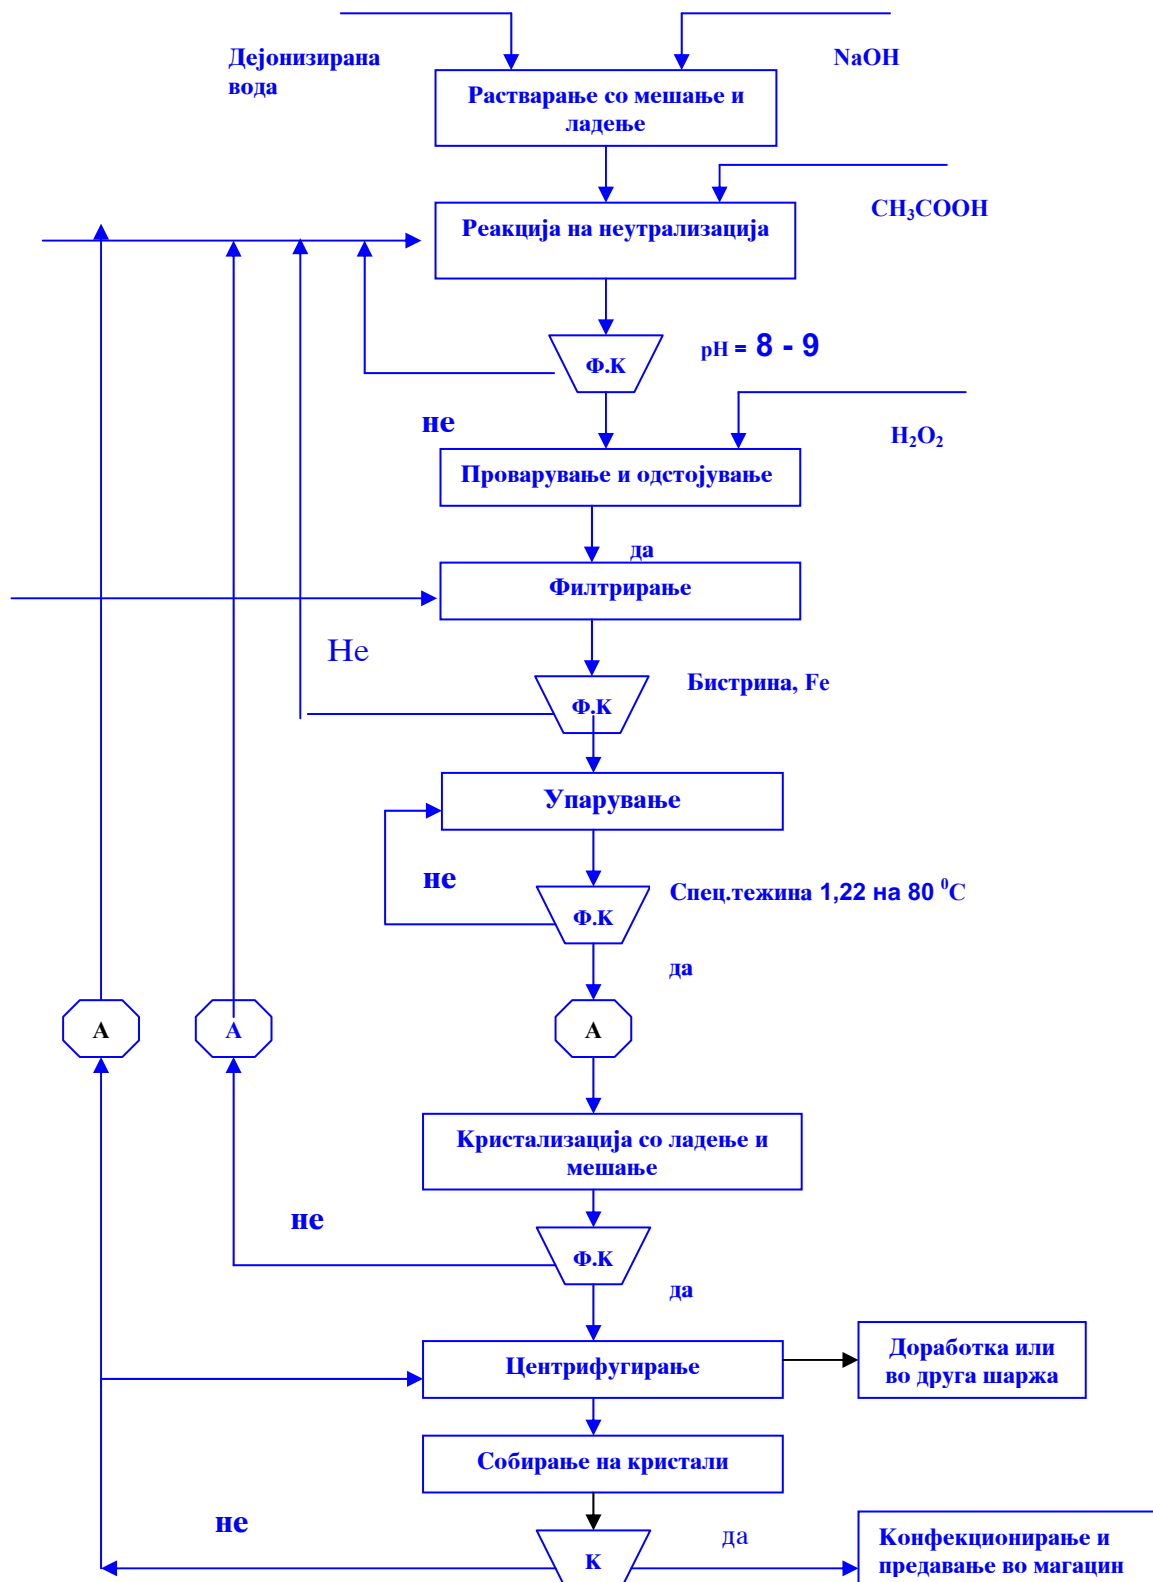 Дејонизирана
вода
NaOH
Растварање со мешање и
ладење
CH₃COOH
Реакција на неутрализација
Ф.К
pH = 8 - 9
не
H₂O₂
Проварување и одстојување
да
Филтрирање
Не
Бистрина, Fe
Ф.К
Упарување
не
Спец.тежина 1,22 на 80 ⁰C
Ф.К
да
А
А
А
Кристализација со ладење и
мешање
не
Ф.К
да
Центрифугирање
Доработка или
во друга шаржа
Собирање на кристали
не
да
К
Конфекционирање и
предавање во магацин